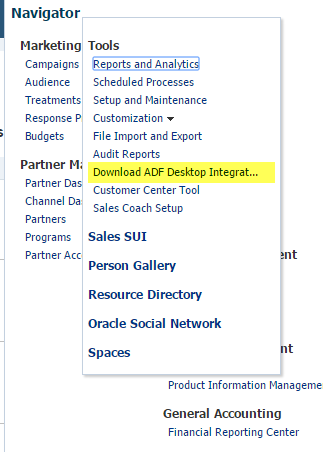 Navigator
Marketing
Campaigns
Audience
Treatments
Response P
Budgets
Partner Ma
Partner Das
Channel Das
Partners
Programs
Partner Acc
Tools
Reports and Analytics
Scheduled Processes
Setup and Maintenance
Customization
File Import and Export
Audit Reports
Download ADF Desktop Integrat...
Customer Center Tool
Sales Coach Setup
Sales SUI
Person Gallery
Resource Directory
Oracle Social Network
Spaces
ent
nt
Product Information Manageme
General Accounting
Financial Reporting Center